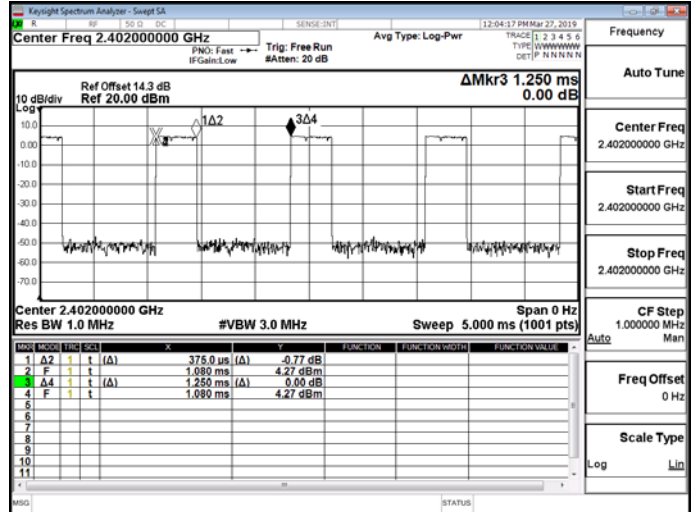 Keysight Spectrum Analyzer - Swept SA
R RF 50 Ω DC SENSE:INT 12:04:17 PM Mar 27, 2019
Center Freq 2.402000000 GHz
PNO: Fast
IFGain:Low
Trig: Free Run
#Atten: 20 dB
Avg Type: Log-Pwr
TRACE 1 2 3 4 5 6
TYPE WWWWWW
DET P N N N N N
Ref Offset 14.3 dB
Ref 20.00 dBm
ΔMkr3 1.250 ms
0.00 dB
10 dB/div
Log
10.0
0.00
-10.0
-20.0
-30.0
-40.0
-50.0
-60.0
-70.0
1Δ2
3Δ4
Center 2.402000000 GHz
Span 0 Hz
Res BW 1.0 MHz
#VBW 3.0 MHz
Sweep 5.000 ms (1001 pts)
MKR MODE TRC SCL X Y FUNCTION FUNCTION WIDTH FUNCTION VALUE
1 Δ2 1 t (Δ) 375.0 us (Δ) -0.77 dB
2 F 1 t 1.080 ms 4.27 dBm
3 Δ4 1 t (Δ) 1.250 ms (Δ) 0.00 dB
4 F 1 t 1.080 ms 4.27 dBm
5
6
7
8
9
10
11
MSG
STATUS
Frequency
Auto Tune
Center Freq
2.402000000 GHz
Start Freq
2.402000000 GHz
Stop Freq
2.402000000 GHz
CF Step
1.000000 MHz
Auto Man
Freq Offset
0 Hz
Scale Type
Log Lin